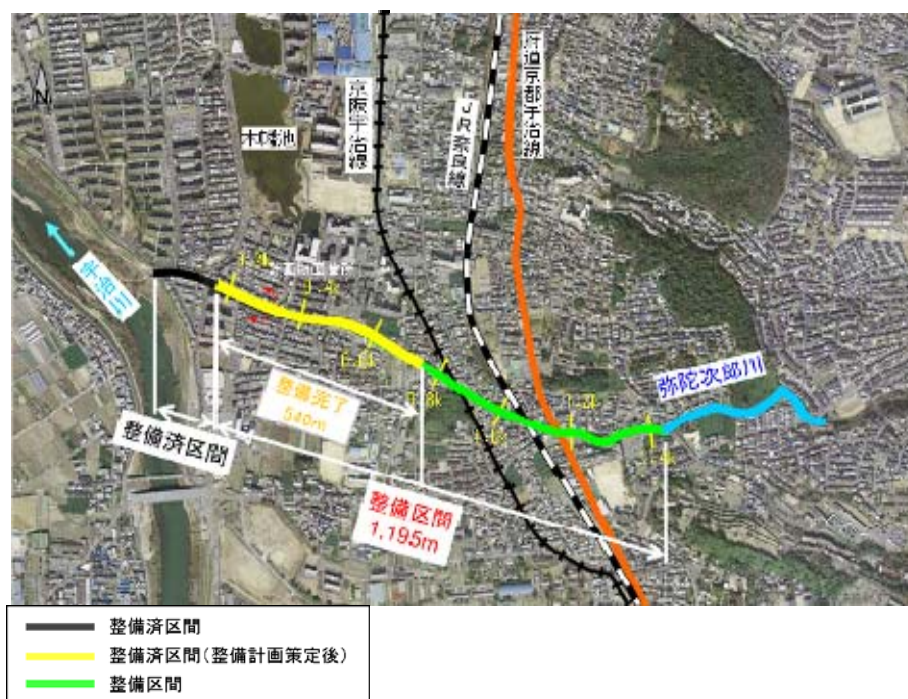 N
木幡池
京阪宇治線
JR奈良線
府道京都宇治線
宇治川
整備済区間
整備完了
540m
整備区間
1,195m
弥陀次郎川
整備済区間
整備済区間(整備計画策定後)
整備区間